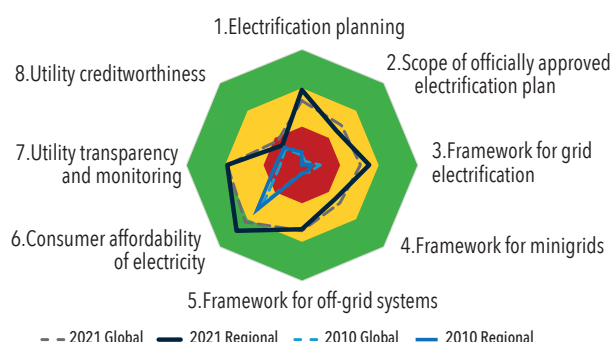 1.Electrification planning
2.Scope of officially approved
electrification plan
3.Framework for grid
electrification
4.Framework for minigrids
5.Framework for off-grid systems
6.Consumer affordability
of electricity
7.Utility transparency
and monitoring
8.Utility creditworthiness
2021 Global 2021 Regional 2010 Global 2010 Regional